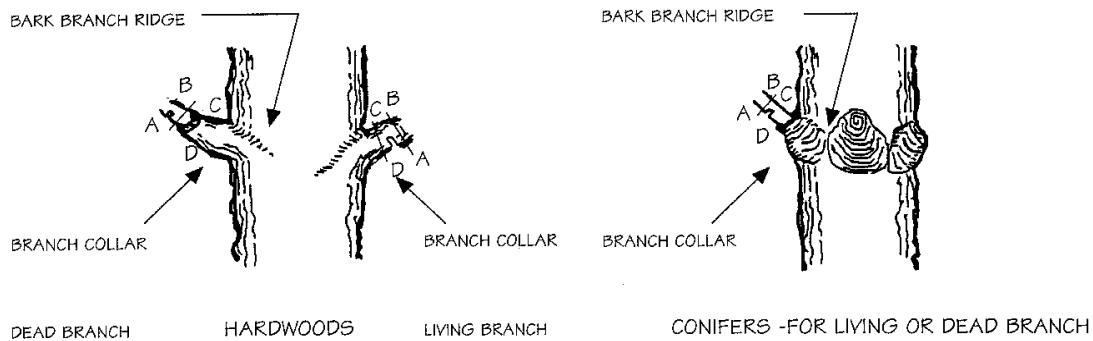 BARK BRANCH RIDGE
BARK BRANCH RIDGE
B
C
A
D
B
C
D
A
B
C
A
D
BRANCH COLLAR
BRANCH COLLAR
BRANCH COLLAR
DEAD BRANCH
HARDWOODS
LIVING BRANCH
CONIFERS -FOR LIVING OR DEAD BRANCH